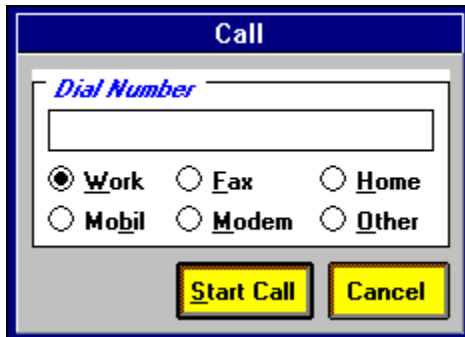 Call
Dial Number
Work Fax Home
Mobil Modem Other
Start Call Cancel